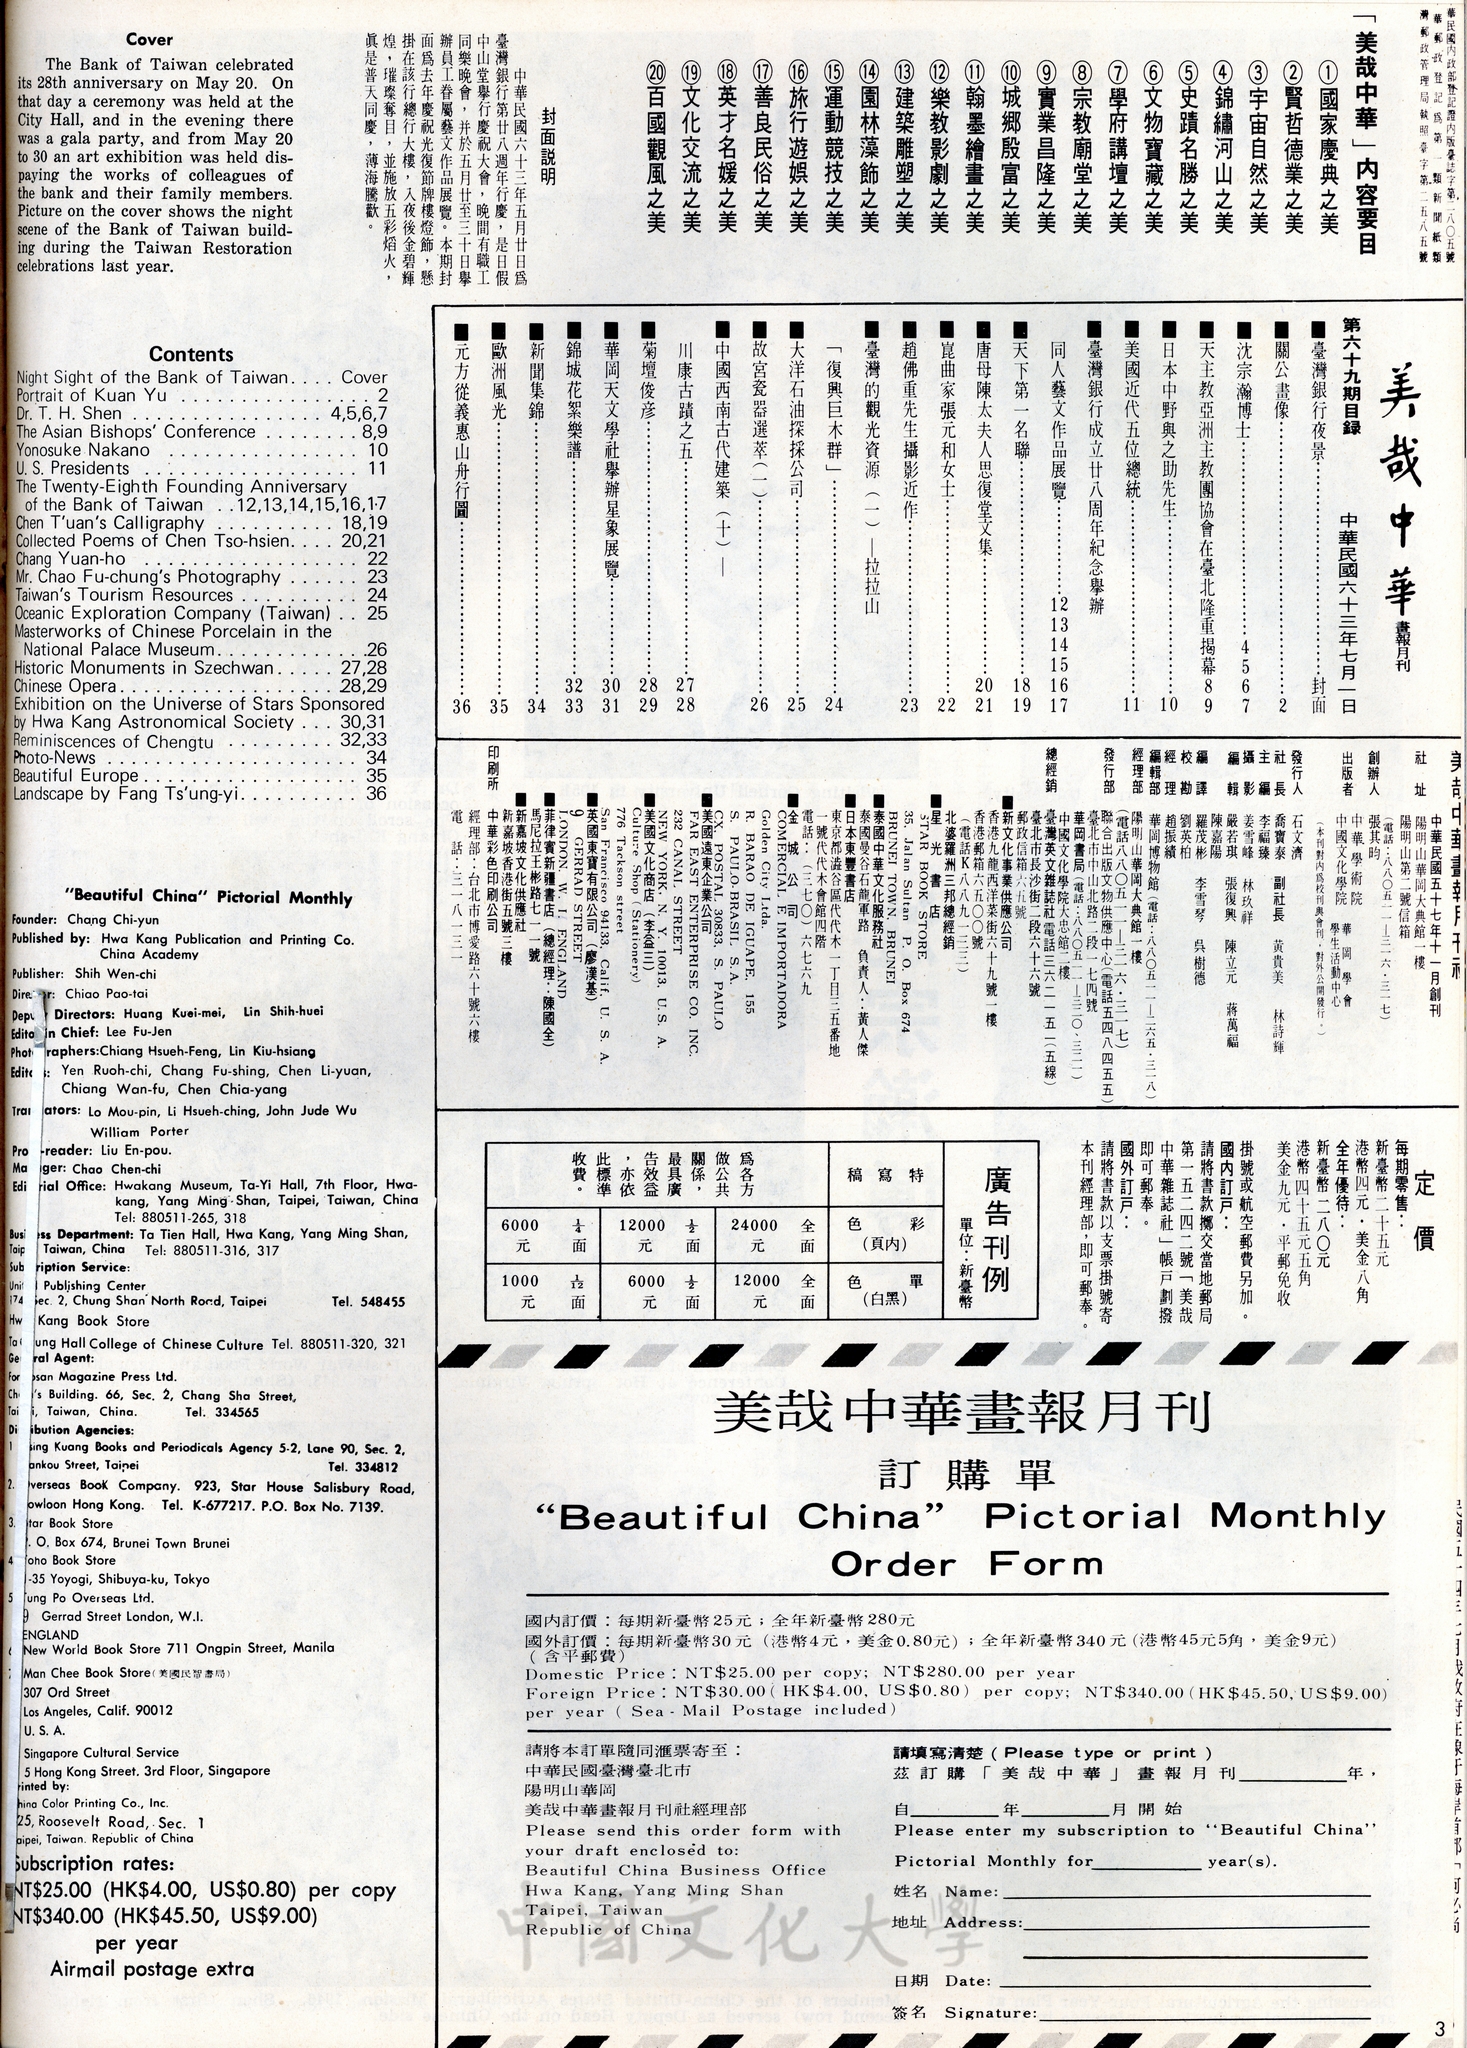 Cover
The Bank of Taiwan celebrated
its 28th anniversary on May 20. On
that day a ceremony was held at the
City Hall, and in the evening there
was a gala party, and from May 20
to 30 an art exhibition was held dis-
paying the works of colleagues of
the bank and their family members.
Picture on the cover shows the night
scene of the Bank of Taiwan build-
ing during the Taiwan Restoration
celebrations last year.
封面說明
中華民國六十三年五月廿日爲
臺灣銀行第廿八週年行慶，是日假
中山堂舉行慶祝大會，晚間有職工
同樂晚會，並於五月廿至三十日舉
辦員工眷屬藝文作品展覽。本期封
面爲去年慶祝光復節牌樓燈飾，懸
掛在該行總行大樓，入夜後金碧輝
煌，璀璨奪目，並施放五彩熖火，
眞是普天同慶，薄海騰歡。
「美哉中華」內容要目
①國家慶典之美
②賢哲德業之美
③宇宙自然之美
④錦繡河山之美
⑤史蹟名勝之美
⑥文物寶藏之美
⑦學府講壇之美
⑧宗教廟堂之美
⑨實業昌隆之美
⑩城鄉殷富之美
⑪翰墨繪畫之美
⑫樂教影劇之美
⑬建築雕塑之美
⑭園林藻飾之美
⑮運動競技之美
⑯旅行遊娛之美
⑰善良民俗之美
⑱英才名媛之美
⑲文化交流之美
⑳百國觀風之美
美哉中華 畫報月刊
第六十九期目錄 中華民國六十三年七月一日
■臺灣銀行夜景 封面
■關公畫像 2
■沈宗瀚博士 4 5 6 7
■天主教亞洲主教團協會在臺北隆重揭幕 8 9
■日本中野與之助先生 10
■美國近代五位總統 11
■臺灣銀行成立廿八周年紀念舉辦
同人藝文作品展覽 12 13 14 15 16 17
■天下第一名聯 18 19
■唐母陳太夫人思復堂文集 20 21
■崑曲家張元和女士 22
■趙佛重先生攝影近作 23
■臺灣的觀光資源（一）—拉拉山
「復興巨木群」 24
■大洋石油探採公司 25
■故宮瓷器選萃（一） 26
■中國西南古代建築（十）—
川康古蹟之五 27 28
■菊壇俊彥 28 29
■華岡天文學社舉辦星象展覽 30 31
■錦城花絮樂譜 32 33
■新聞集錦 34
■歐洲風光 35
■元方從義惠山舟行圖 36
Contents
Night Sight of the Bank of Taiwan. . . . Cover
Portrait of Kuan Yu . . . 2
Dr. T. H. Shen . . . 4,5,6,7
The Asian Bishops' Conference . . . 8,9
Yonosuke Nakano . . . 10
U. S. Presidents . . . 11
The Twenty-Eighth Founding Anniversary
of the Bank of Taiwan . .12,13,14,15,16,17
Chen T'uan's Calligraphy . . . 18,19
Collected Poems of Chen Tso-hsien. . . . 20,21
Chang Yuan-ho . . . 22
Mr. Chao Fu-chung's Photography . . . 23
Taiwan's Tourism Resources . . . 24
Oceanic Exploration Company (Taiwan) . . 25
Masterworks of Chinese Porcelain in the
National Palace Museum. . . .26
Historic Monuments in Szechwan. . . . 27,28
Chinese Opera. . . .28,29
Exhibition on the Universe of Stars Sponsored
by Hwa Kang Astronomical Society . . . 30,31
Reminiscences of Chengtu . . . 32,33
Photo-News . . . 34
Beautiful Europe . . . 35
Landscape by Fang Ts'ung-yi. . . . 36
中華民國五十七年十一月創刊
社址 陽明山華岡大典館一樓
陽明山第二號信箱
創辦人 張其昀
出版者 中華學術院
中國文化學院
發行人 石文濟
社長 喬寶泰 副社長 黃貴美 林詩輝
主編 李福臻
攝影 姜雪峰 林玖祥
編輯 嚴若琪 張復興 陳立元 蔣萬福
陳嘉陽
編譯 羅茂彬 李雪琴 吳樹德
校勘 劉英柏
經理 趙振績
編輯部 華岡博物館
經理部 陽明山華岡大典館一樓
發行部 聯合出版文物供應中心
臺北市中山北路二段一七四號
華岡書局
中國文化學院大忠館二樓
總經銷 臺灣英文雜誌社
臺北市長沙街二段六十六號
■新文化事業供應公司
■星光書店
北婆羅洲三邦總經銷
STAR BOOK STORE
35, Jalan Sultan P. O. Box 674
BRUNEI TOWN, BRUNEI
■泰國中華文化服務社
■日本東豐書店
■金城公司
Golden City Ltda.
COMERCIAL E IMPORTADORA
R. BARAO DE IGUAPE, 155
S. PAULO, BRASIL S. A.
CX. POSTAL 30833, S. PAULO
■美國遠東企業公司
FAR EAST ENTERPRISE CO. INC.
232 CANAL STREET
NEW YORK, N. Y. 10013, U. S. A.
■美國文化商店
Culture Shop (Stationery)
776 Tackson street
San Francisco 94133, Calif. U. S. A.
■英國東寶有限公司（廖漢基）
9 GERRAD STREET
LONDON, W. I. ENGLAND
■菲律賓新疆書店（總經理：陳國全）
馬尼拉王彬路七一一號
■新嘉坡文化供應社
新嘉坡香港街五號三樓
印刷所 ■中華彩色印刷公司
經理部：台北市博愛路六十號六樓
電話：三一八一三一
"Beautiful China" Pictorial Monthly
Founder: Chang Chi-yun
Published by: Hwa Kang Publication and Printing Co.
China Academy
Publisher: Shih Wen-chi
Chiao Pao-tai
Directors: Huang Kuei-mei, Lin Shih-huei
in Chief: Lee Fu-Jen
Chiang Hsueh-Feng, Lin Kiu-hsiang
Yen Ruoh-chi, Chang Fu-shing, Chen Li-yuan,
Chiang Wan-fu, Chen Chia-yang
Lo Mou-pin, Li Hsueh-ching, John Jude Wu
William Porter
Liu En-pou.
Chao Chen-chi
Office: Hwakang Museum, Ta-Yi Hall, 7th Floor, Hwa-
kang, Yang Ming Shan, Taipei, Taiwan, China
Tel: 880511-265, 318
Department: Ta Tien Hall, Hwa Kang, Yang Ming Shan,
Taiwan, China Tel: 880511-316, 317
Service:
Publishing Center
Sec. 2, Chung Shan North Road, Taipei Tel. 548455
Kang Book Store
Hall College of Chinese Culture Tel. 880511-320, 321
Agent:
Magazine Press Ltd.
Building. 66, Sec. 2, Chang Sha Street,
Taiwan, China. Tel. 334565
Agencies:
Kuang Books and Periodicals Agency 5-2, Lane 90, Sec. 2,
Street, Taipei Tel. 334812
Book Company. 923, Star House Salisbury Road,
Hong Kong. Tel. K-677217. P.O. Box No. 7139.
Book Store
O. Box 674, Brunei Town Brunei
Book Store
Yoyogi, Shibuya-ku, Tokyo
Po Overseas Ltd.
Gerrad Street London, W.I.
ENGLAND
New World Book Store 711 Ongpin Street, Manila
Man Chee Book Store(美國民智書局)
307 Ord Street
Los Angeles, Calif. 90012
U. S. A.
Singapore Cultural Service
5 Hong Kong Street. 3rd Floor, Singapore
by:
Color Printing Co., Inc.
Roosevelt Road, Sec. 1
Taiwan. Republic of China
Subscription rates:
NT$25.00 (HK$4.00, US$0.80) per copy
NT$340.00 (HK$45.50, US$9.00)
per year
Airmail postage extra
定價
每期零售：
新臺幣二十五元
港幣四元・美金八角
全年優待：
新臺幣二八〇元
港幣四十五元五角
美金九元・平郵免收
掛號或航空郵費另加。
國內訂戶：
請將書款擲交當地郵局
第一五二四二號「美哉
中華雜誌社」帳戶劃撥
即可郵奉。
國外訂戶：
請將書款以支票掛號寄
本刊經理部，即可郵奉。
廣告刊例
單位：新臺幣
特寫稿
爲各方
做公共
關係，
最具廣
告效益
，亦依
此標準
收費。
彩色（頁內） 全面 24000元 ½面 12000元 ¼面 6000元
單色（白黑） 全面 12000元 ½面 6000元 1/12面 1000元
美哉中華畫報月刊
訂購單
"Beautiful China" Pictorial Monthly
Order Form
國內訂價：每期新臺幣25元；全年新臺幣280元
國外訂價：每期新臺幣30元（港幣4元，美金0.80元）；全年新臺幣340元（港幣45元5角，美金9元）
（含平郵費）
Domestic Price：NT$25.00 per copy; NT$280.00 per year
Foreign Price：NT$30.00( HK$4.00, US$0.80) per copy; NT$340.00(HK$45.50, US$9.00)
per year ( Sea - Mail Postage included)
請將本訂單隨同滙票寄至：
中華民國臺灣臺北市
陽明山華岡
美哉中華畫報月刊社經理部
Please send this order form with
your draft enclosed to:
Beautiful China Business Office
Hwa Kang, Yang Ming Shan
Taipei, Taiwan
Republic of China
請填寫清楚 ( Please type or print )
茲訂購「美哉中華」畫報月刊 年，
自 年 月開始
Please enter my subscription to "Beautiful China"
Pictorial Monthly for year(s).
姓名 Name:
地址 Address:
日期 Date:
簽名 Signature:
中國文化大學
3